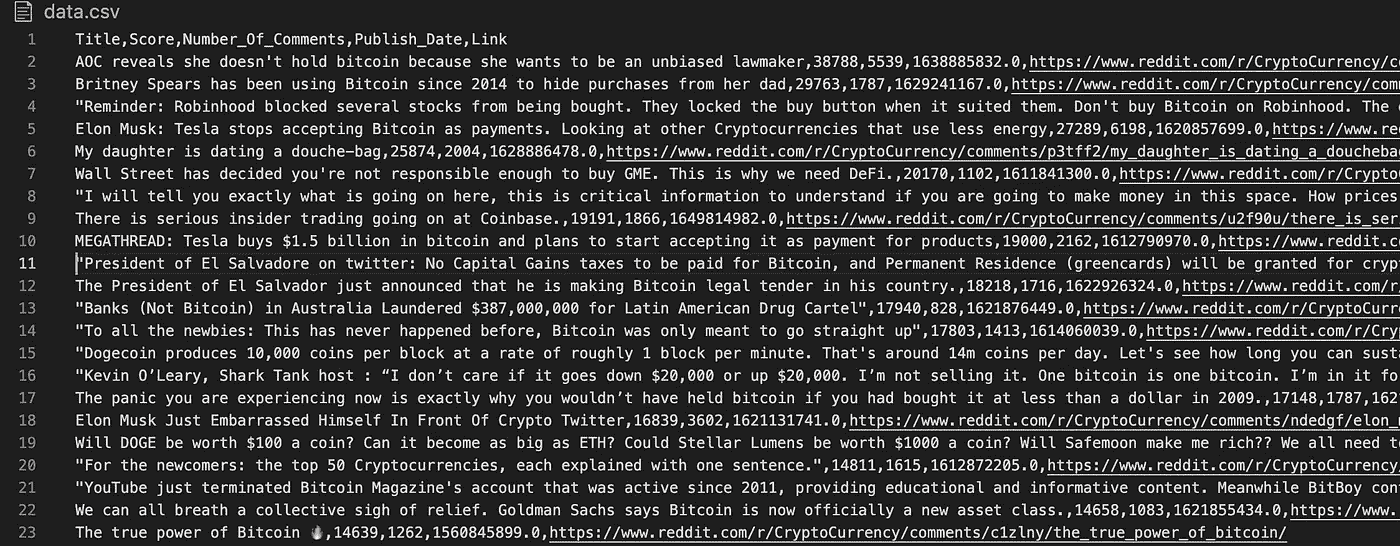 data.csv
1 Title,Score,Number_Of_Comments,Publish_Date,Link
2 AOC reveals she doesn't hold bitcoin because she wants to be an unbiased lawmaker,38788,5539,1638885832.0,https://www.reddit.com/r/CryptoCurrency/c
3 Britney Spears has been using Bitcoin since 2014 to hide purchases from her dad,29763,1787,1629241167.0,https://www.reddit.com/r/CryptoCurrency/com
4 "Reminder: Robinhood blocked several stocks from being bought. They locked the buy button when it suited them. Don't buy Bitcoin on Robinhood. The
5 Elon Musk: Tesla stops accepting Bitcoin as payments. Looking at other Cryptocurrencies that use less energy,27289,6198,1620857699.0,https://www.re
6 My daughter is dating a douche-bag,25874,2004,1628886478.0,https://www.reddit.com/r/CryptoCurrency/comments/p3tff2/my_daughter_is_dating_a_doucheba
7 Wall Street has decided you're not responsible enough to buy GME. This is why we need DeFi.,20170,1102,1611841300.0,https://www.reddit.com/r/Crypto
8 "I will tell you exactly what is going on here, this is critical information to understand if you are going to make money in this space. How prices
9 There is serious insider trading going on at Coinbase.,19191,1866,1649814982.0,https://www.reddit.com/r/CryptoCurrency/comments/u2f90u/there_is_ser
10 MEGATHREAD: Tesla buys $1.5 billion in bitcoin and plans to start accepting it as payment for products,19000,2162,1612790970.0,https://www.reddit.co
11 "President of El Salvadore on twitter: No Capital Gains taxes to be paid for Bitcoin, and Permanent Residence (greencards) will be granted for cryp
12 The President of El Salvador just announced that he is making Bitcoin legal tender in his country.,18218,1716,1622926324.0,https://www.reddit.com/r/
13 "Banks (Not Bitcoin) in Australia Laundered $387,000,000 for Latin American Drug Cartel",17940,828,1621876449.0,https://www.reddit.com/r/CryptoCurr
14 "To all the newbies: This has never happened before, Bitcoin was only meant to go straight up",17803,1413,1614060039.0,https://www.reddit.com/r/Cry
15 "Dogecoin produces 10,000 coins per block at a rate of roughly 1 block per minute. That's around 14m coins per day. Let's see how long you can sust
16 "Kevin O’Leary, Shark Tank host : “I don’t care if it goes down $20,000 or up $20,000. I’m not selling it. One bitcoin is one bitcoin. I’m in it fo
17 The panic you are experiencing now is exactly why you wouldn’t have held bitcoin if you had bought it at less than a dollar in 2009.,17148,1787,162
18 Elon Musk Just Embarrassed Himself In Front Of Crypto Twitter,16839,3602,1621131741.0,https://www.reddit.com/r/CryptoCurrency/comments/ndedgf/elon_
19 Will DOGE be worth $100 a coin? Can it become as big as ETH? Could Stellar Lumens be worth $1000 a coin? Will Safemoon make me rich?? We all need t
20 "For the newcomers: the top 50 Cryptocurrencies, each explained with one sentence.",14811,1615,1612872205.0,https://www.reddit.com/r/CryptoCurrency
21 "YouTube just terminated Bitcoin Magazine's account that was active since 2011, providing educational and informative content. Meanwhile BitBoy con
22 We can all breath a collective sigh of relief. Goldman Sachs says Bitcoin is now officially a new asset class.,14658,1083,1621855434.0,https://www.
23 The true power of Bitcoin 🔥,14639,1262,1560845899.0,https://www.reddit.com/r/CryptoCurrency/comments/c1zlny/the_true_power_of_bitcoin/